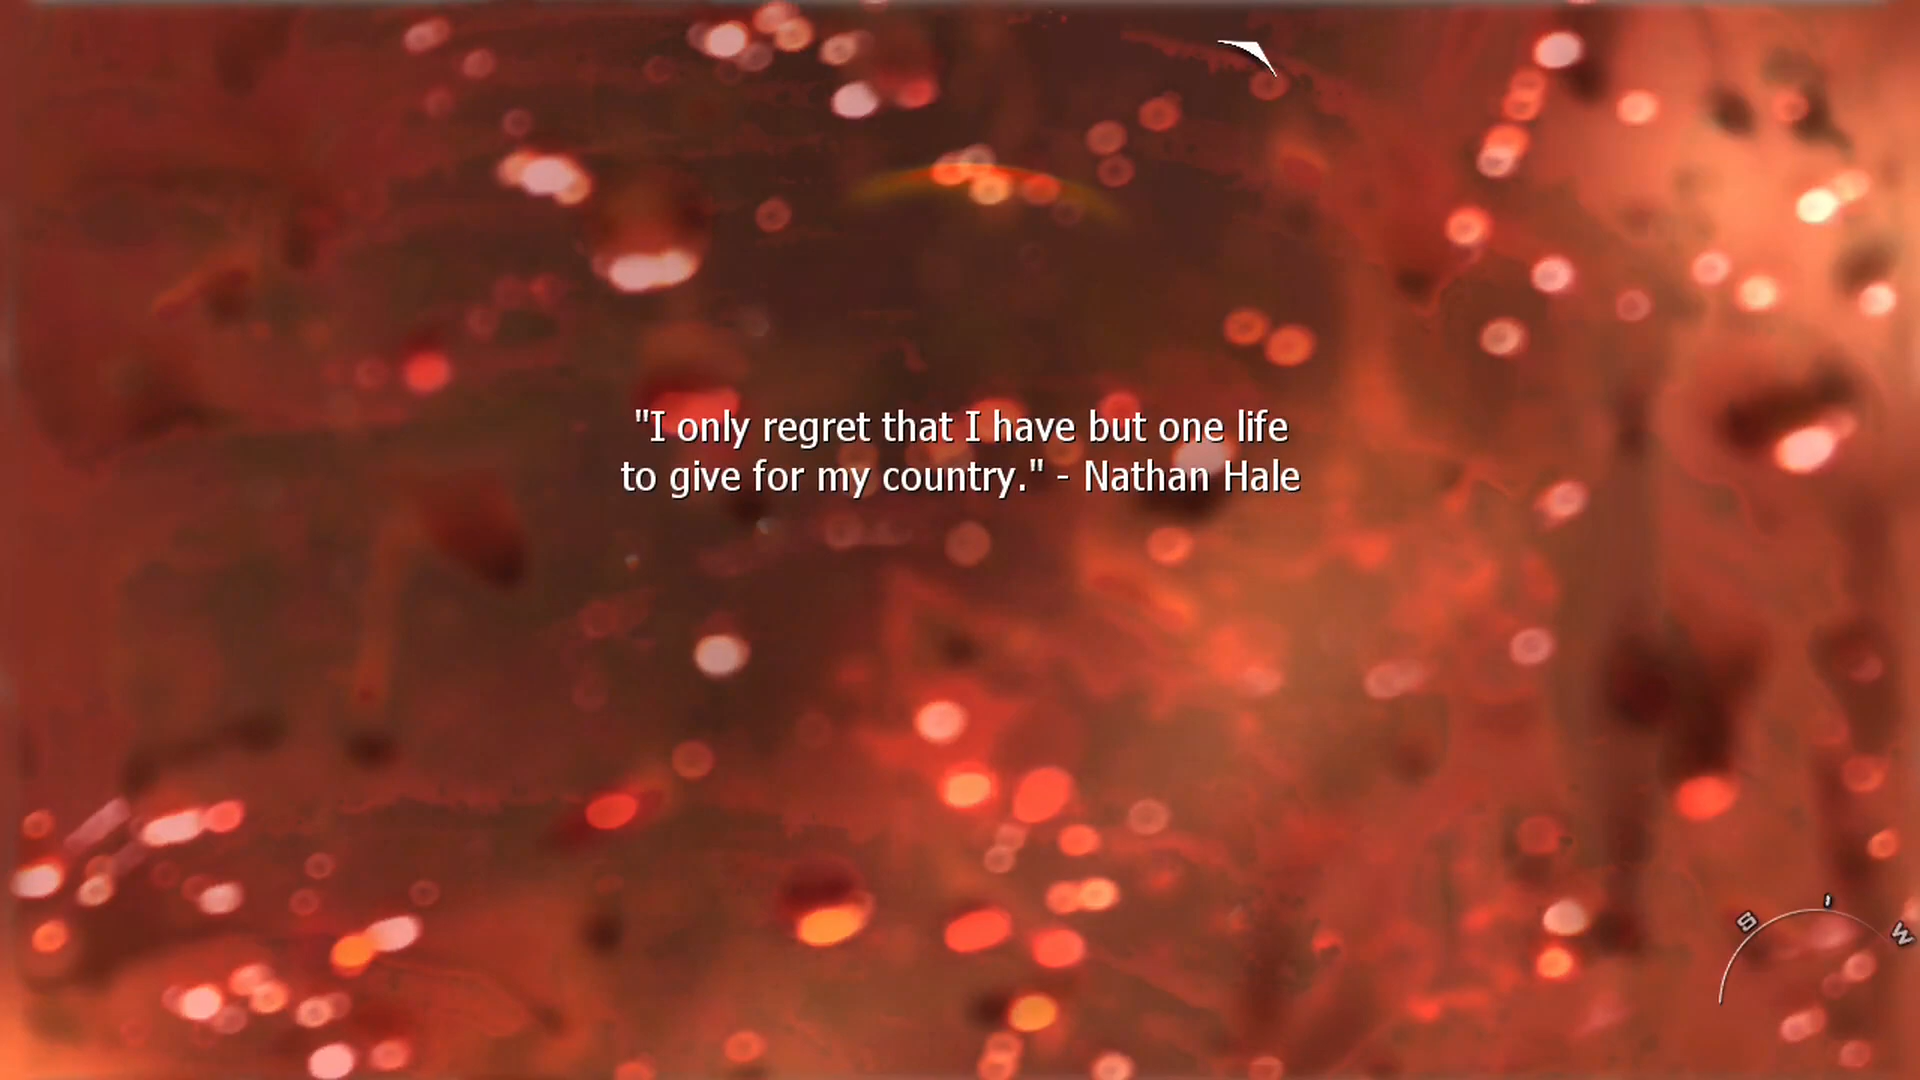 "I only regret that I have but one life
to give for my country." - Nathan Hale
S
W